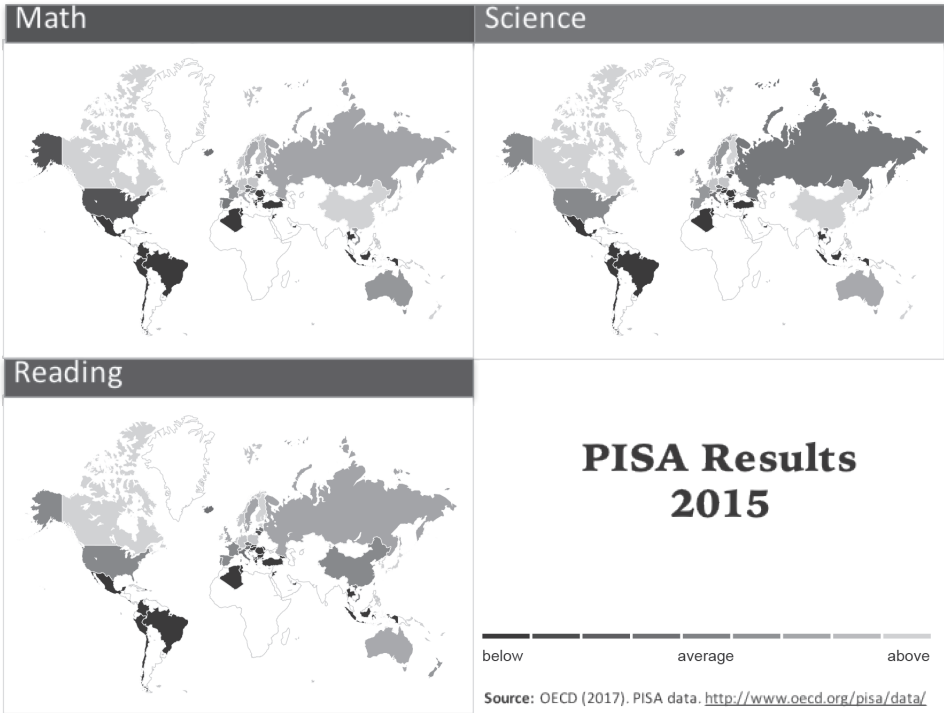 Math
Science
Reading
PISA Results
2015
below average above
Source: OECD (2017). PISA data. http://www.oecd.org/pisa/data/